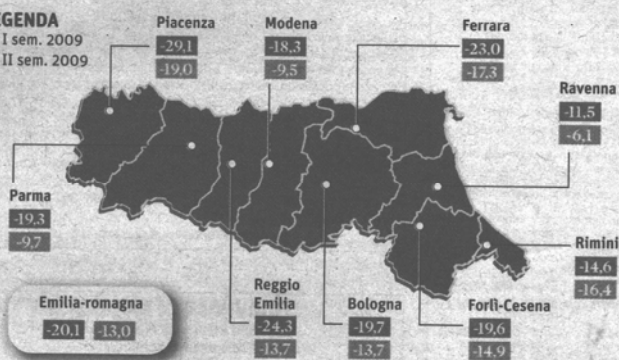 EGENDA
I sem. 2009
II sem. 2009
Piacenza
-29,1
-19,0
Modena
-18,3
-9,5
Ferrara
-23,0
-17,3
Ravenna
-11,5
-6,1
Parma
-19,3
-9,7
Rimini
-14,6
-16,4
Emilia-romagna
-20,1 -13,0
Reggio
Emilia
-24,3
-13,7
Bologna
-19,7
-13,7
Forlì-Cesena
-19,6
-14,9